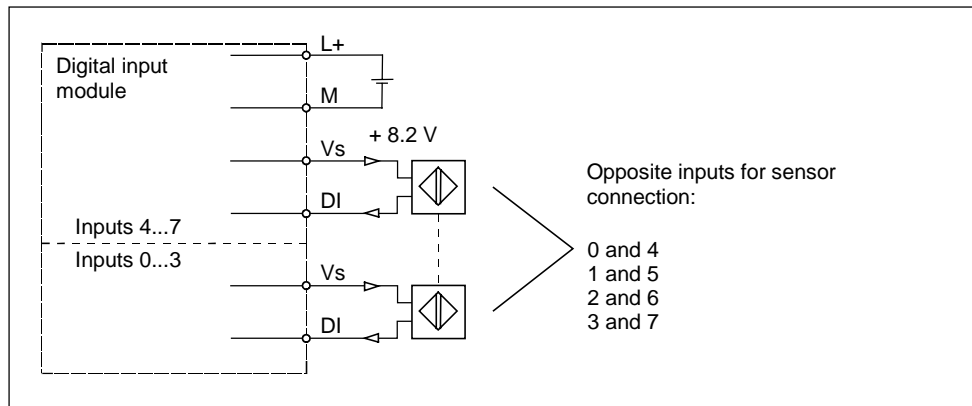 L+
Digital input
module
M
+ 8.2 V
Vs
DI
Inputs 4...7
Inputs 0...3
Vs
DI
Opposite inputs for sensor
connection:
0 and 4
1 and 5
2 and 6
3 and 7